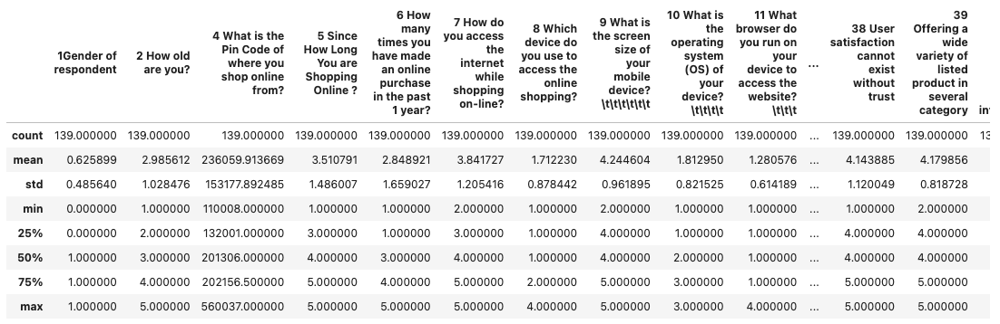 1Gender of respondent 2 How old are you? 4 What is the Pin Code of where you shop online from? 5 Since How Long You are Shopping Online ? 6 How many times you have made an online purchase in the past 1 year? 7 How do you access the internet while shopping on-line? 8 Which device do you use to access the online shopping? 9 What is the screen size of your mobile device? \t\t\t\t\t\t 10 What is the operating system (OS) of your device? \t\t\t\t 11 What browser do you run on your device to access the website? \t\t\t ... 38 User satisfaction cannot exist without trust 39 Offering a wide variety of listed product in several category
count 139.000000 139.000000 139.000000 139.000000 139.000000 139.000000 139.000000 139.000000 139.000000 139.000000 ... 139.000000 139.000000
mean 0.625899 2.985612 236059.913669 3.510791 2.848921 3.841727 1.712230 4.244604 1.812950 1.280576 ... 4.143885 4.179856
std 0.485640 1.028476 153177.892485 1.486007 1.659027 1.205416 0.878442 0.961895 0.821525 0.614189 ... 1.120049 0.818728
min 0.000000 1.000000 110008.000000 1.000000 1.000000 2.000000 1.000000 2.000000 1.000000 1.000000 ... 1.000000 2.000000
25% 0.000000 2.000000 132001.000000 3.000000 1.000000 3.000000 1.000000 4.000000 1.000000 1.000000 ... 4.000000 4.000000
50% 1.000000 3.000000 201306.000000 4.000000 3.000000 4.000000 1.000000 4.000000 2.000000 1.000000 ... 4.000000 4.000000
75% 1.000000 4.000000 202156.500000 5.000000 4.000000 5.000000 2.000000 5.000000 3.000000 1.000000 ... 5.000000 5.000000
max 1.000000 5.000000 560037.000000 5.000000 5.000000 5.000000 4.000000 5.000000 3.000000 4.000000 ... 5.000000 5.000000